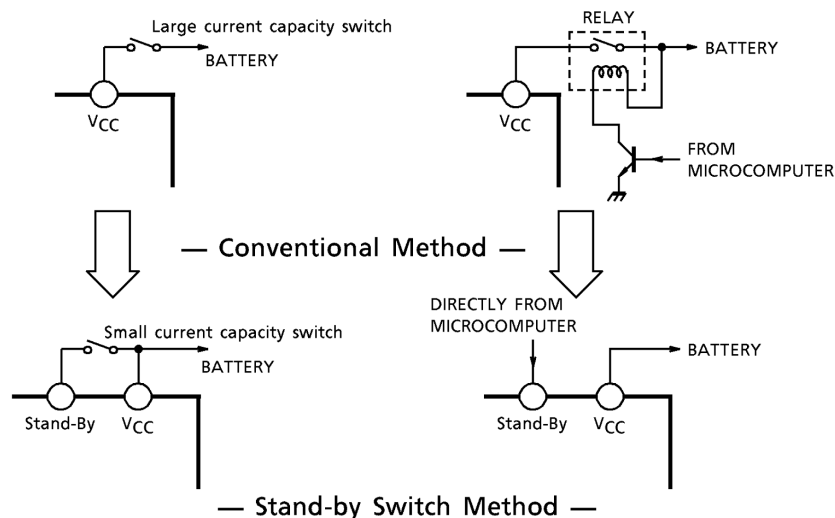 Large current capacity switch
BATTERY
VCC
RELAY
BATTERY
VCC
FROM
MICROCOMPUTER
— Conventional Method —
Small current capacity switch
BATTERY
Stand-By
VCC
DIRECTLY FROM
MICROCOMPUTER
BATTERY
Stand-By
VCC
— Stand-by Switch Method —